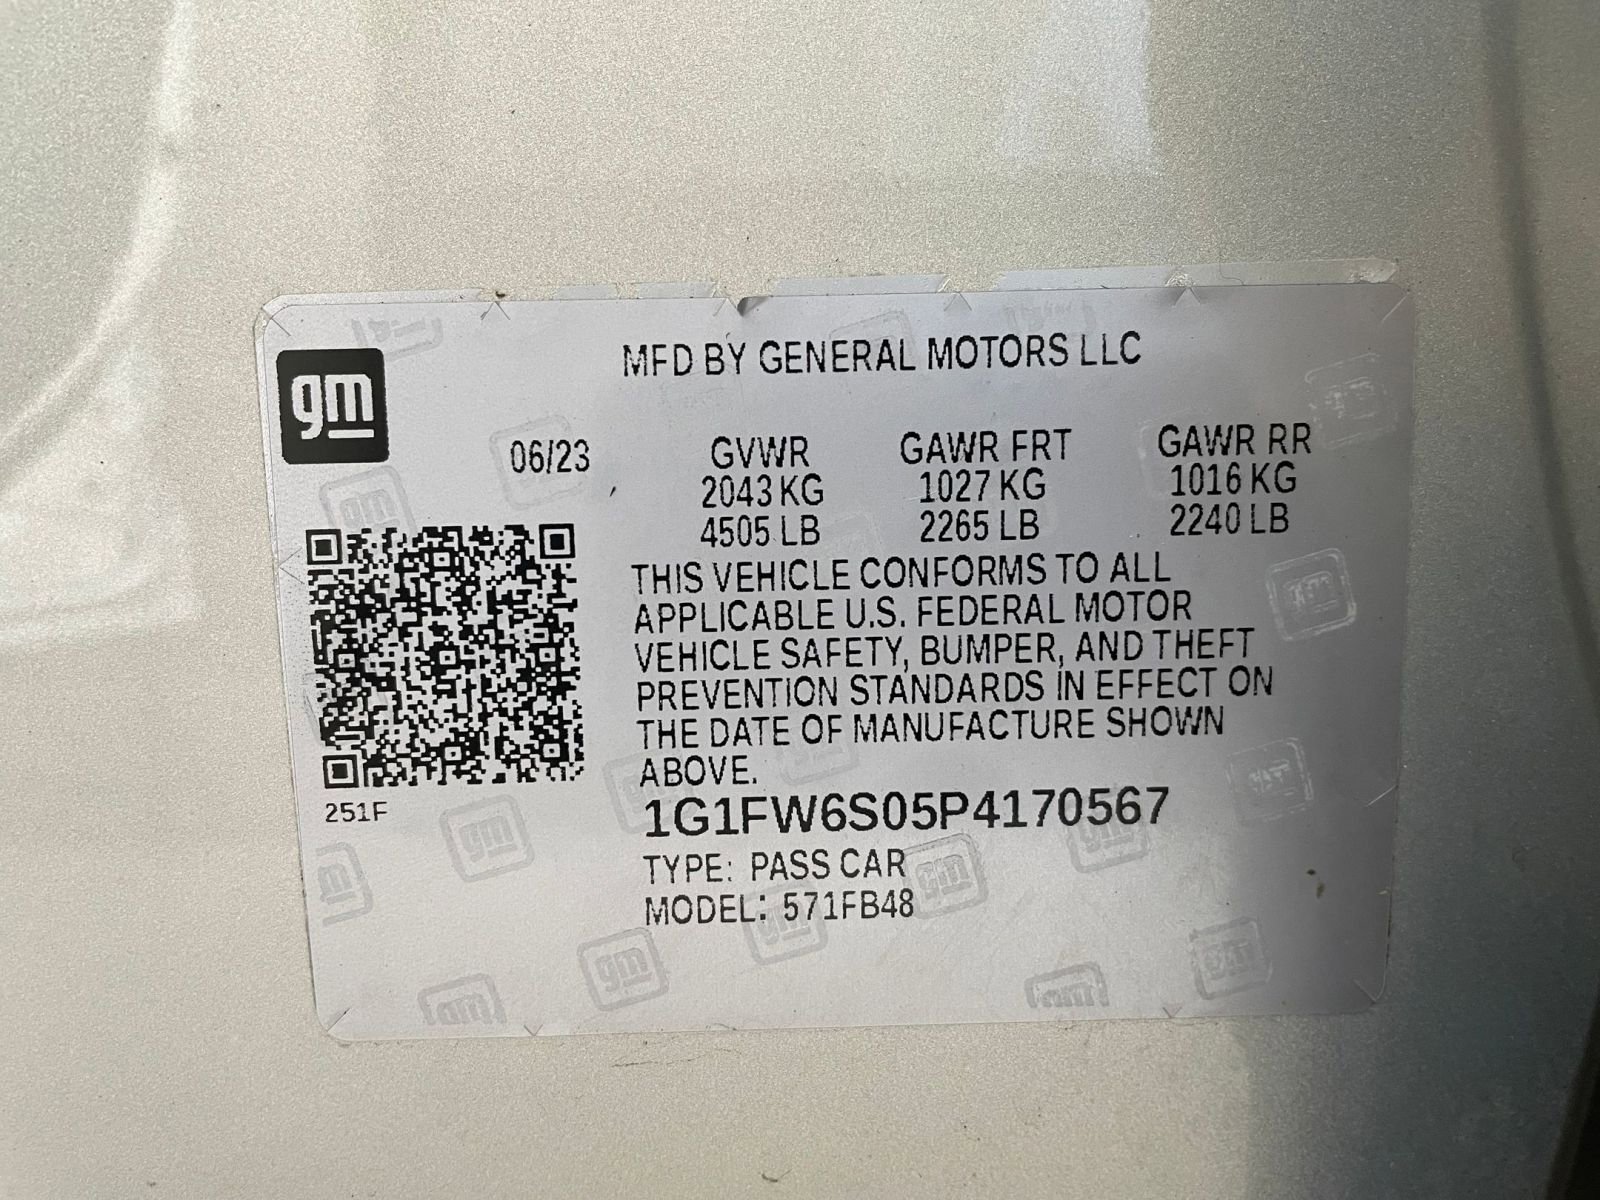 gm
MFD BY GENERAL MOTORS LLC
06/23 GVWR GAWR FRT GAWR RR
2043 KG 1027 KG 1016 KG
4505 LB 2265 LB 2240 LB
THIS VEHICLE CONFORMS TO ALL
APPLICABLE U.S. FEDERAL MOTOR
VEHICLE SAFETY, BUMPER, AND THEFT
PREVENTION STANDARDS IN EFFECT ON
THE DATE OF MANUFACTURE SHOWN
ABOVE.
251F
1G1FW6S05P4170567
TYPE: PASS CAR
MODEL: 571FB48